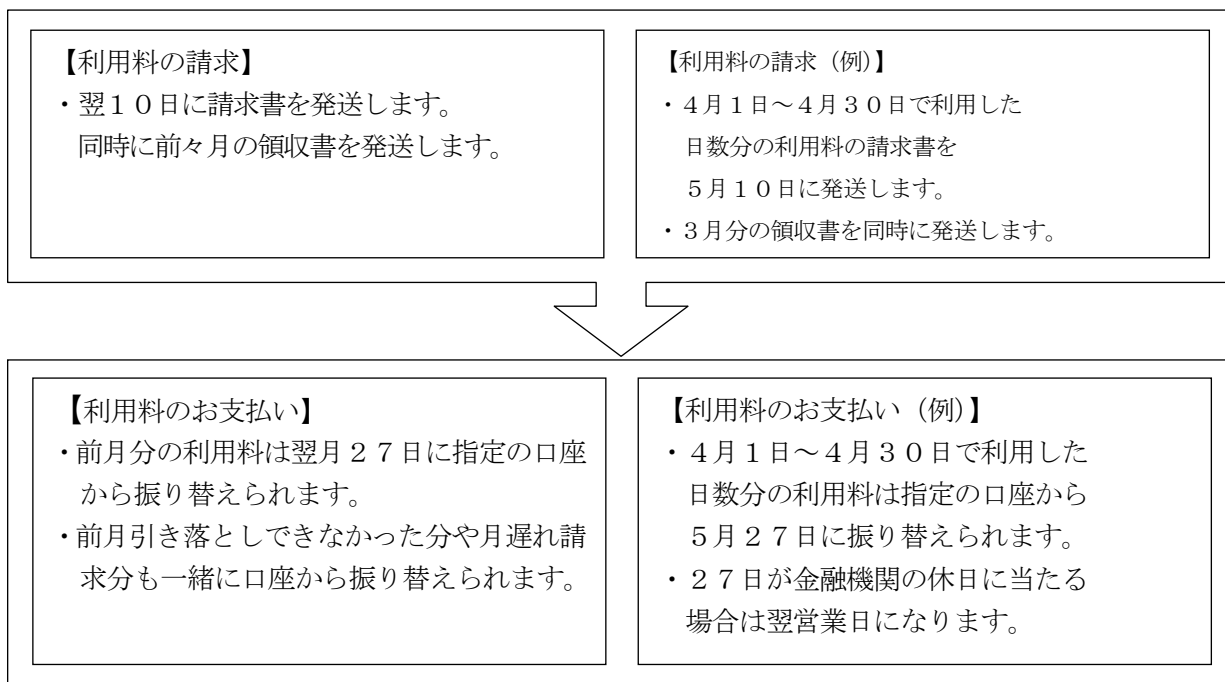 【利用料の請求】
・翌１０日に請求書を発送します。
同時に前々月の領収書を発送します。
【利用料の請求（例）】
・４月１日～４月３０日で利用した
日数分の利用料の請求書を
５月１０日に発送します。
・３月分の領収書を同時に発送します。
【利用料のお支払い】
・前月分の利用料は翌月２７日に指定の口座
から振り替えられます。
・前月引き落としできなかった分や月遅れ請
求分も一緒に口座から振り替えられます。
【利用料のお支払い（例）】
・４月１日～４月３０日で利用した
日数分の利用料は指定の口座から
５月２７日に振り替えられます。
・２７日が金融機関の休日に当たる
場合は翌営業日になります。